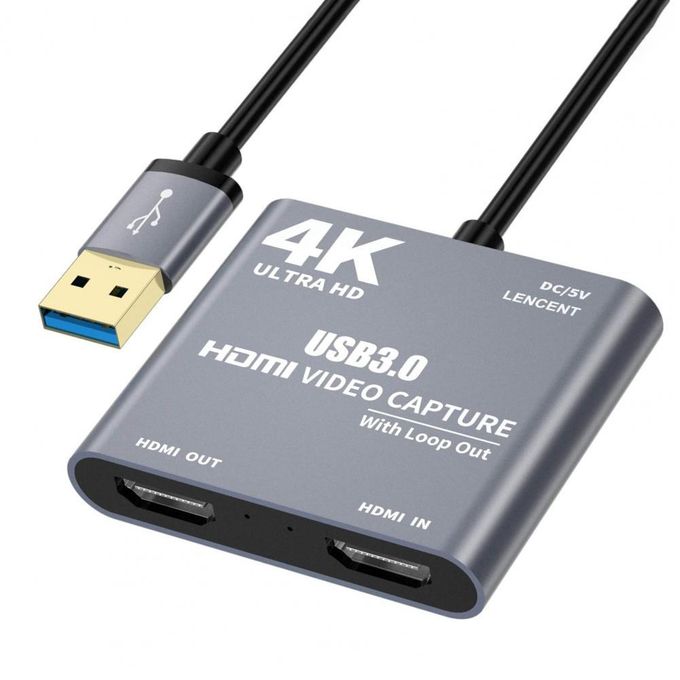 4K
ULTRA HD
DC/5V
LENCENT
USB3.0
HDMI VIDEO CAPTURE
With Loop Out
HDMI OUT
HDMI IN